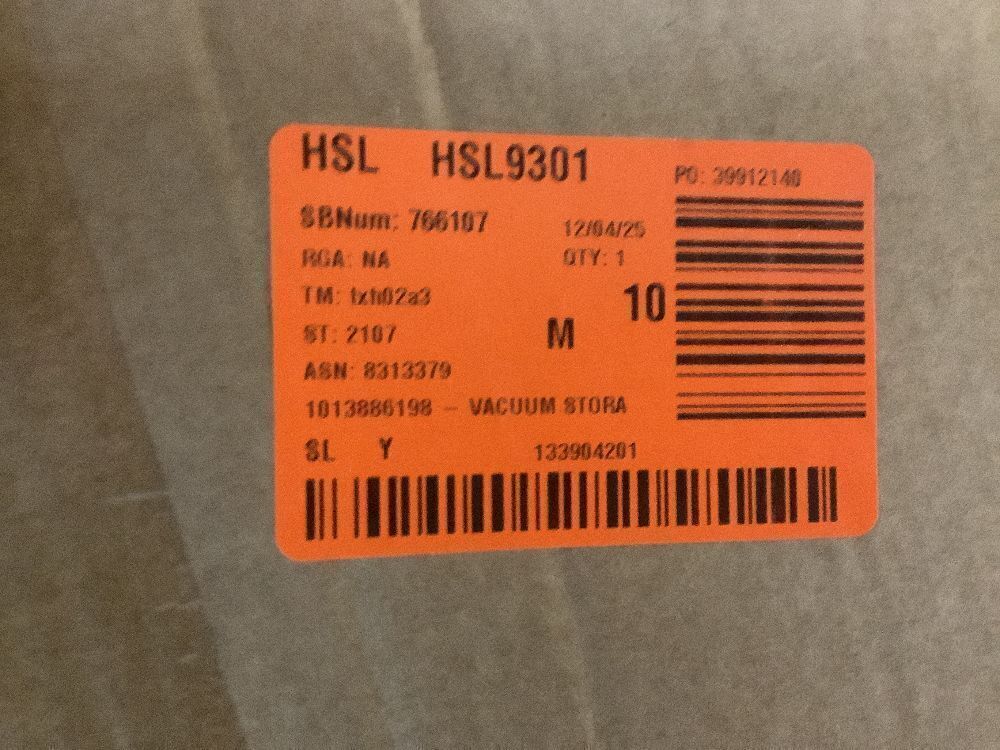 HSL HSL9301
PO: 39912140
SBNum: 766107 12/04/25
RGA: NA QTY: 1
TM: txh02a3 10
ST: 2107 M
ASN: 8313379
1013886198 – VACUUM STORA
SL Y 133904201